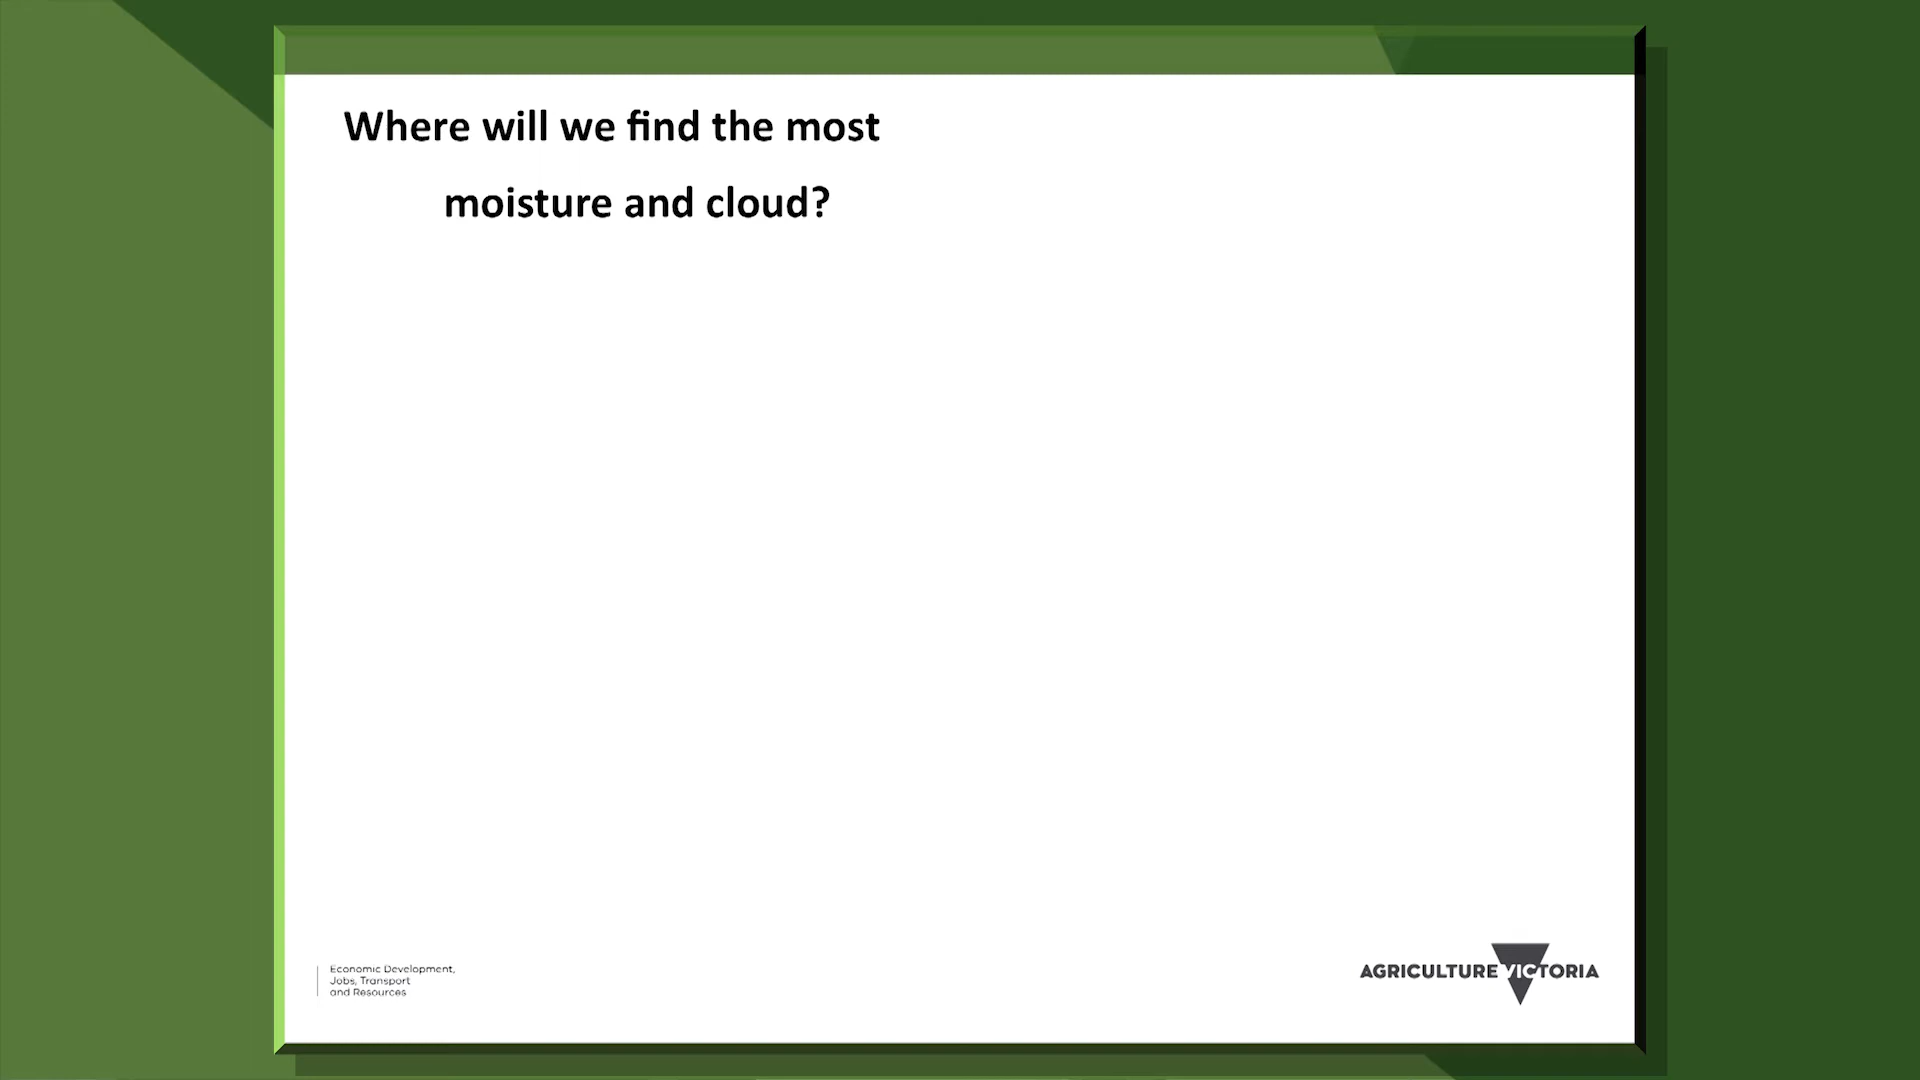 Where will we find the most
moisture and cloud?
Economic Development,
Jobs, Transport
and Resources
AGRICULTURE VICTORIA